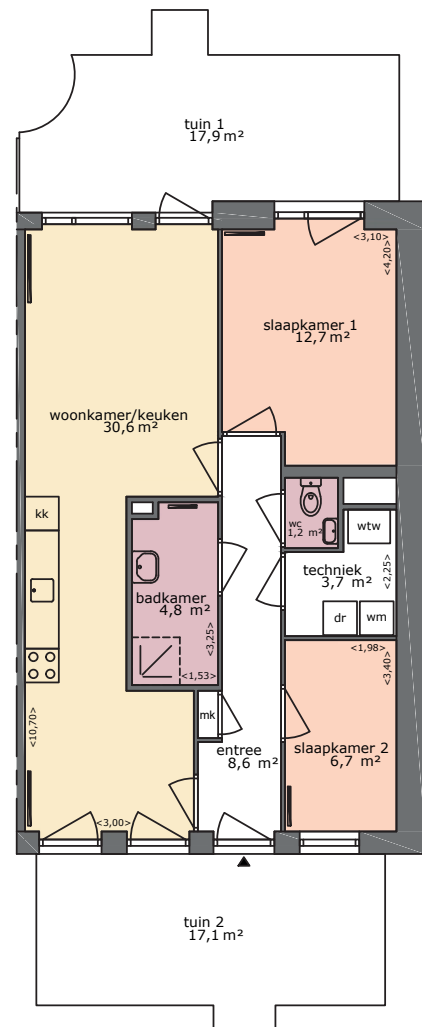 tuin 1
17,9 m²
<3,10>
<4,20>
slaapkamer 1
12,7 m²
woonkamer/keuken
30,6 m²
kk
wc
1,2 m²
wtw
techniek
3,7 m²
<2,25>
badkamer
4,8 m²
<3,25>
dr
wm
<1,53>
<1,98>
<3,40>
<10,70>
mk
entree
8,6 m²
slaapkamer 2
6,7 m²
<3,00>
tuin 2
17,1 m²